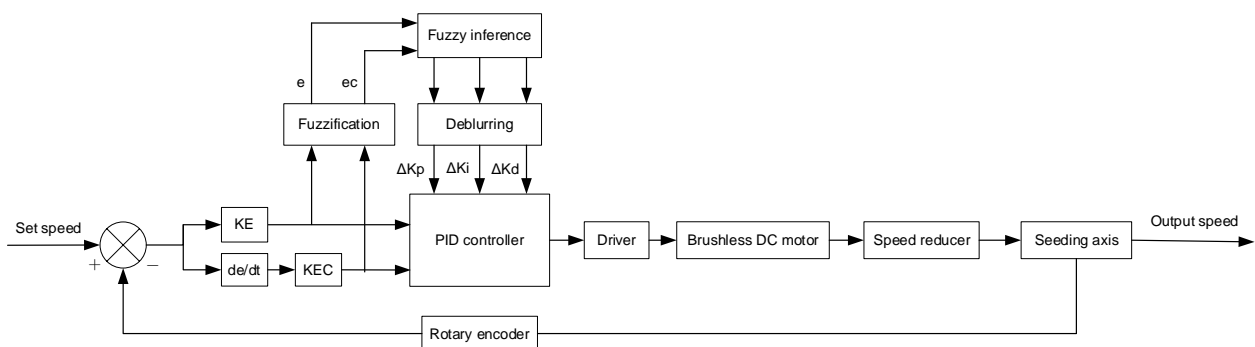 Fuzzy inference
e
ec
Fuzzification
Deblurring
ΔKp
ΔKi
ΔKd
Set speed
KE
PID controller
Driver
Brushless DC motor
Speed reducer
Seeding axis
Output speed
+
−
de/dt
KEC
Rotary encoder